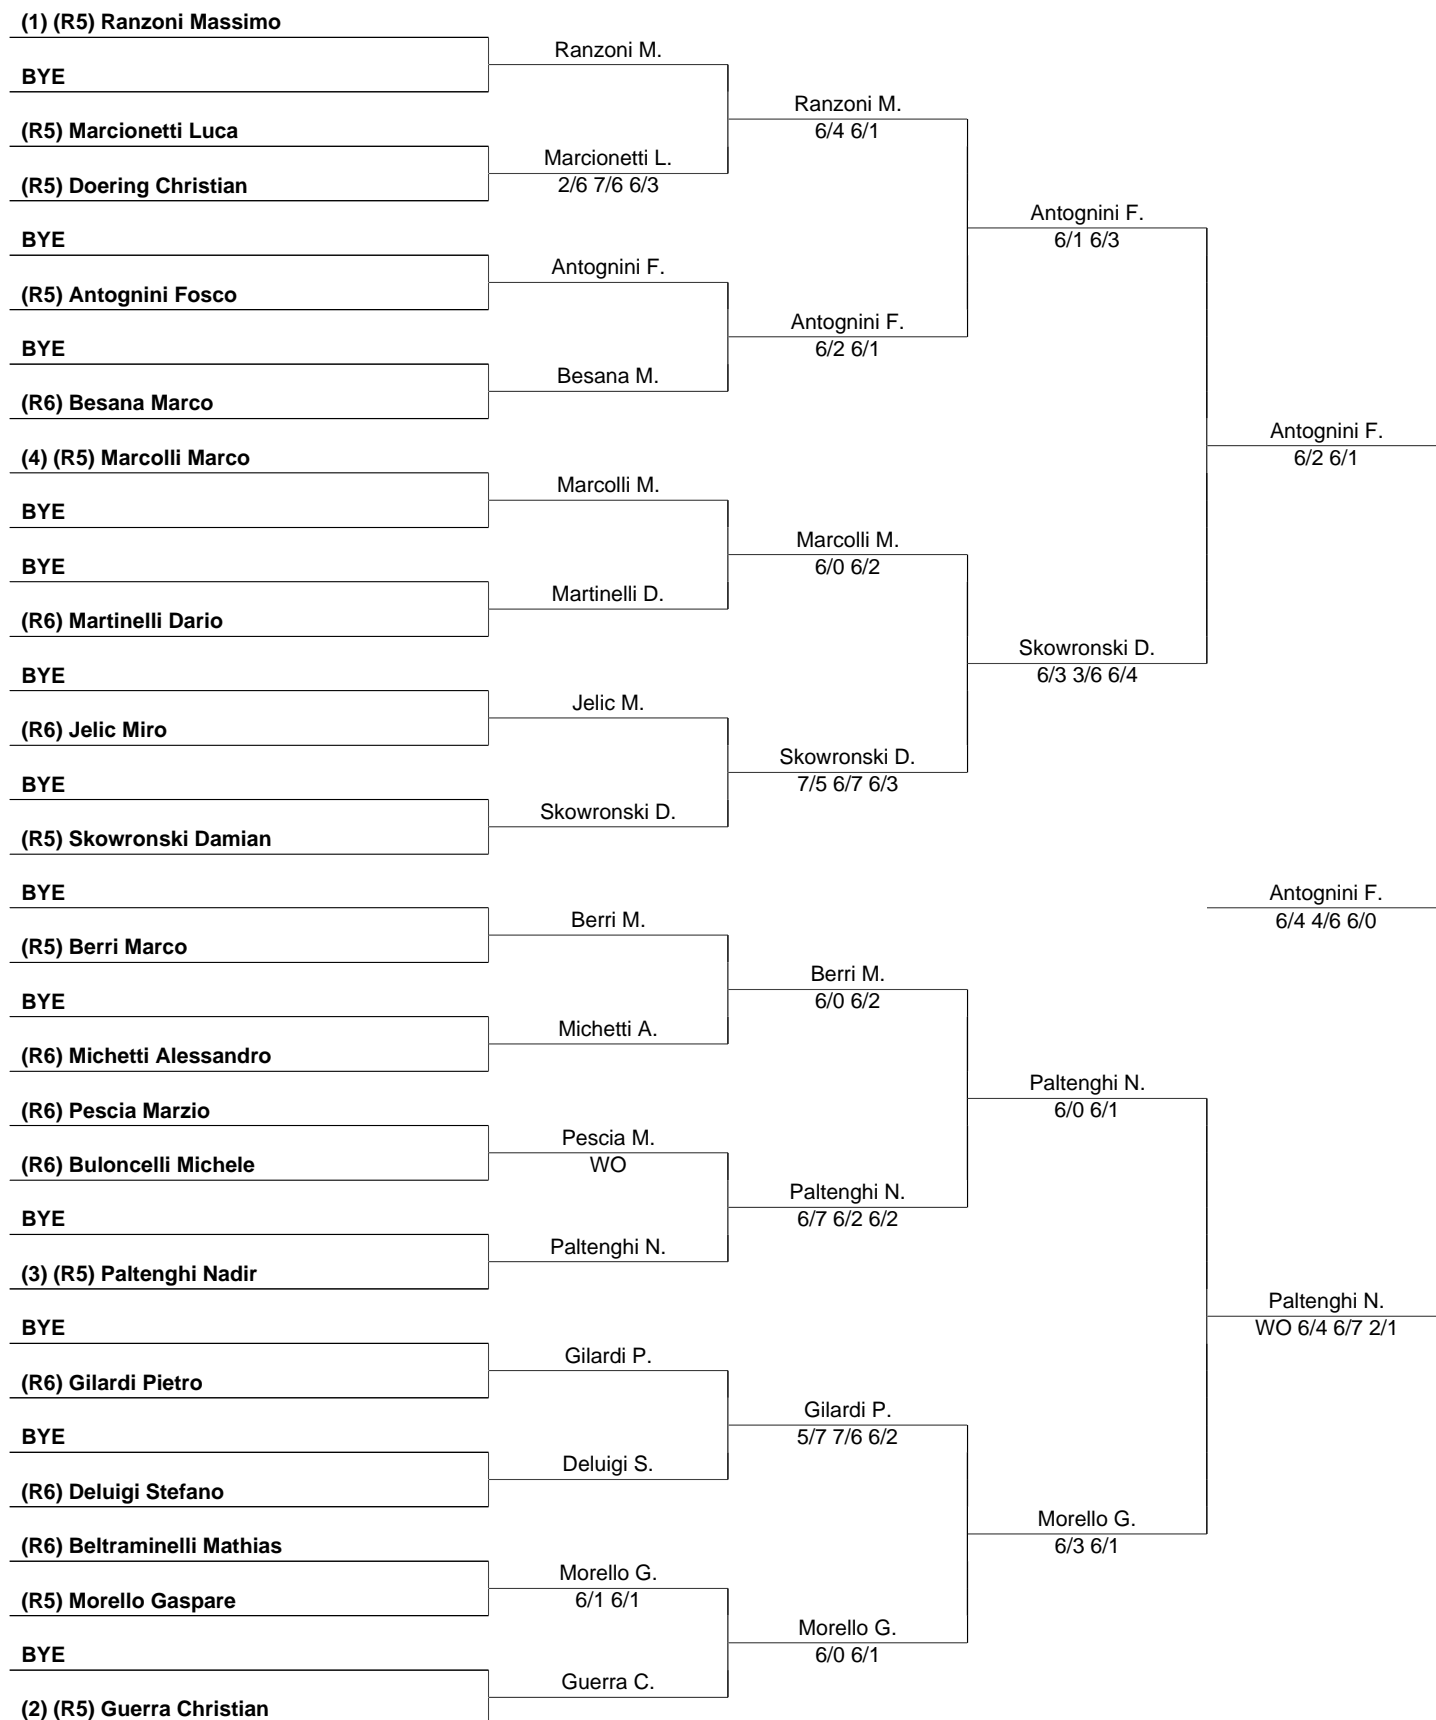 (1) (R5) Ranzoni Massimo
Ranzoni M.
BYE
Ranzoni M.
6/4 6/1
(R5) Marcionetti Luca
Marcionetti L.
2/6 7/6 6/3
(R5) Doering Christian
Antognini F.
6/1 6/3
BYE
Antognini F.
(R5) Antognini Fosco
Antognini F.
6/2 6/1
BYE
Besana M.
(R6) Besana Marco
Antognini F.
6/2 6/1
(4) (R5) Marcolli Marco
Marcolli M.
BYE
Marcolli M.
6/0 6/2
BYE
Martinelli D.
(R6) Martinelli Dario
Skowronski D.
6/3 3/6 6/4
BYE
Jelic M.
(R6) Jelic Miro
Skowronski D.
7/5 6/7 6/3
BYE
Skowronski D.
(R5) Skowronski Damian
BYE
Antognini F.
6/4 4/6 6/0
Berri M.
(R5) Berri Marco
Berri M.
6/0 6/2
BYE
Michetti A.
(R6) Michetti Alessandro
Paltenghi N.
6/0 6/1
(R6) Pescia Marzio
Pescia M.
WO
(R6) Buloncelli Michele
Paltenghi N.
6/7 6/2 6/2
BYE
Paltenghi N.
(3) (R5) Paltenghi Nadir
Paltenghi N.
WO 6/4 6/7 2/1
BYE
Gilardi P.
(R6) Gilardi Pietro
Gilardi P.
5/7 7/6 6/2
BYE
Deluigi S.
(R6) Deluigi Stefano
Morello G.
6/3 6/1
(R6) Beltraminelli Mathias
Morello G.
6/1 6/1
(R5) Morello Gaspare
Morello G.
6/0 6/1
BYE
Guerra C.
(2) (R5) Guerra Christian